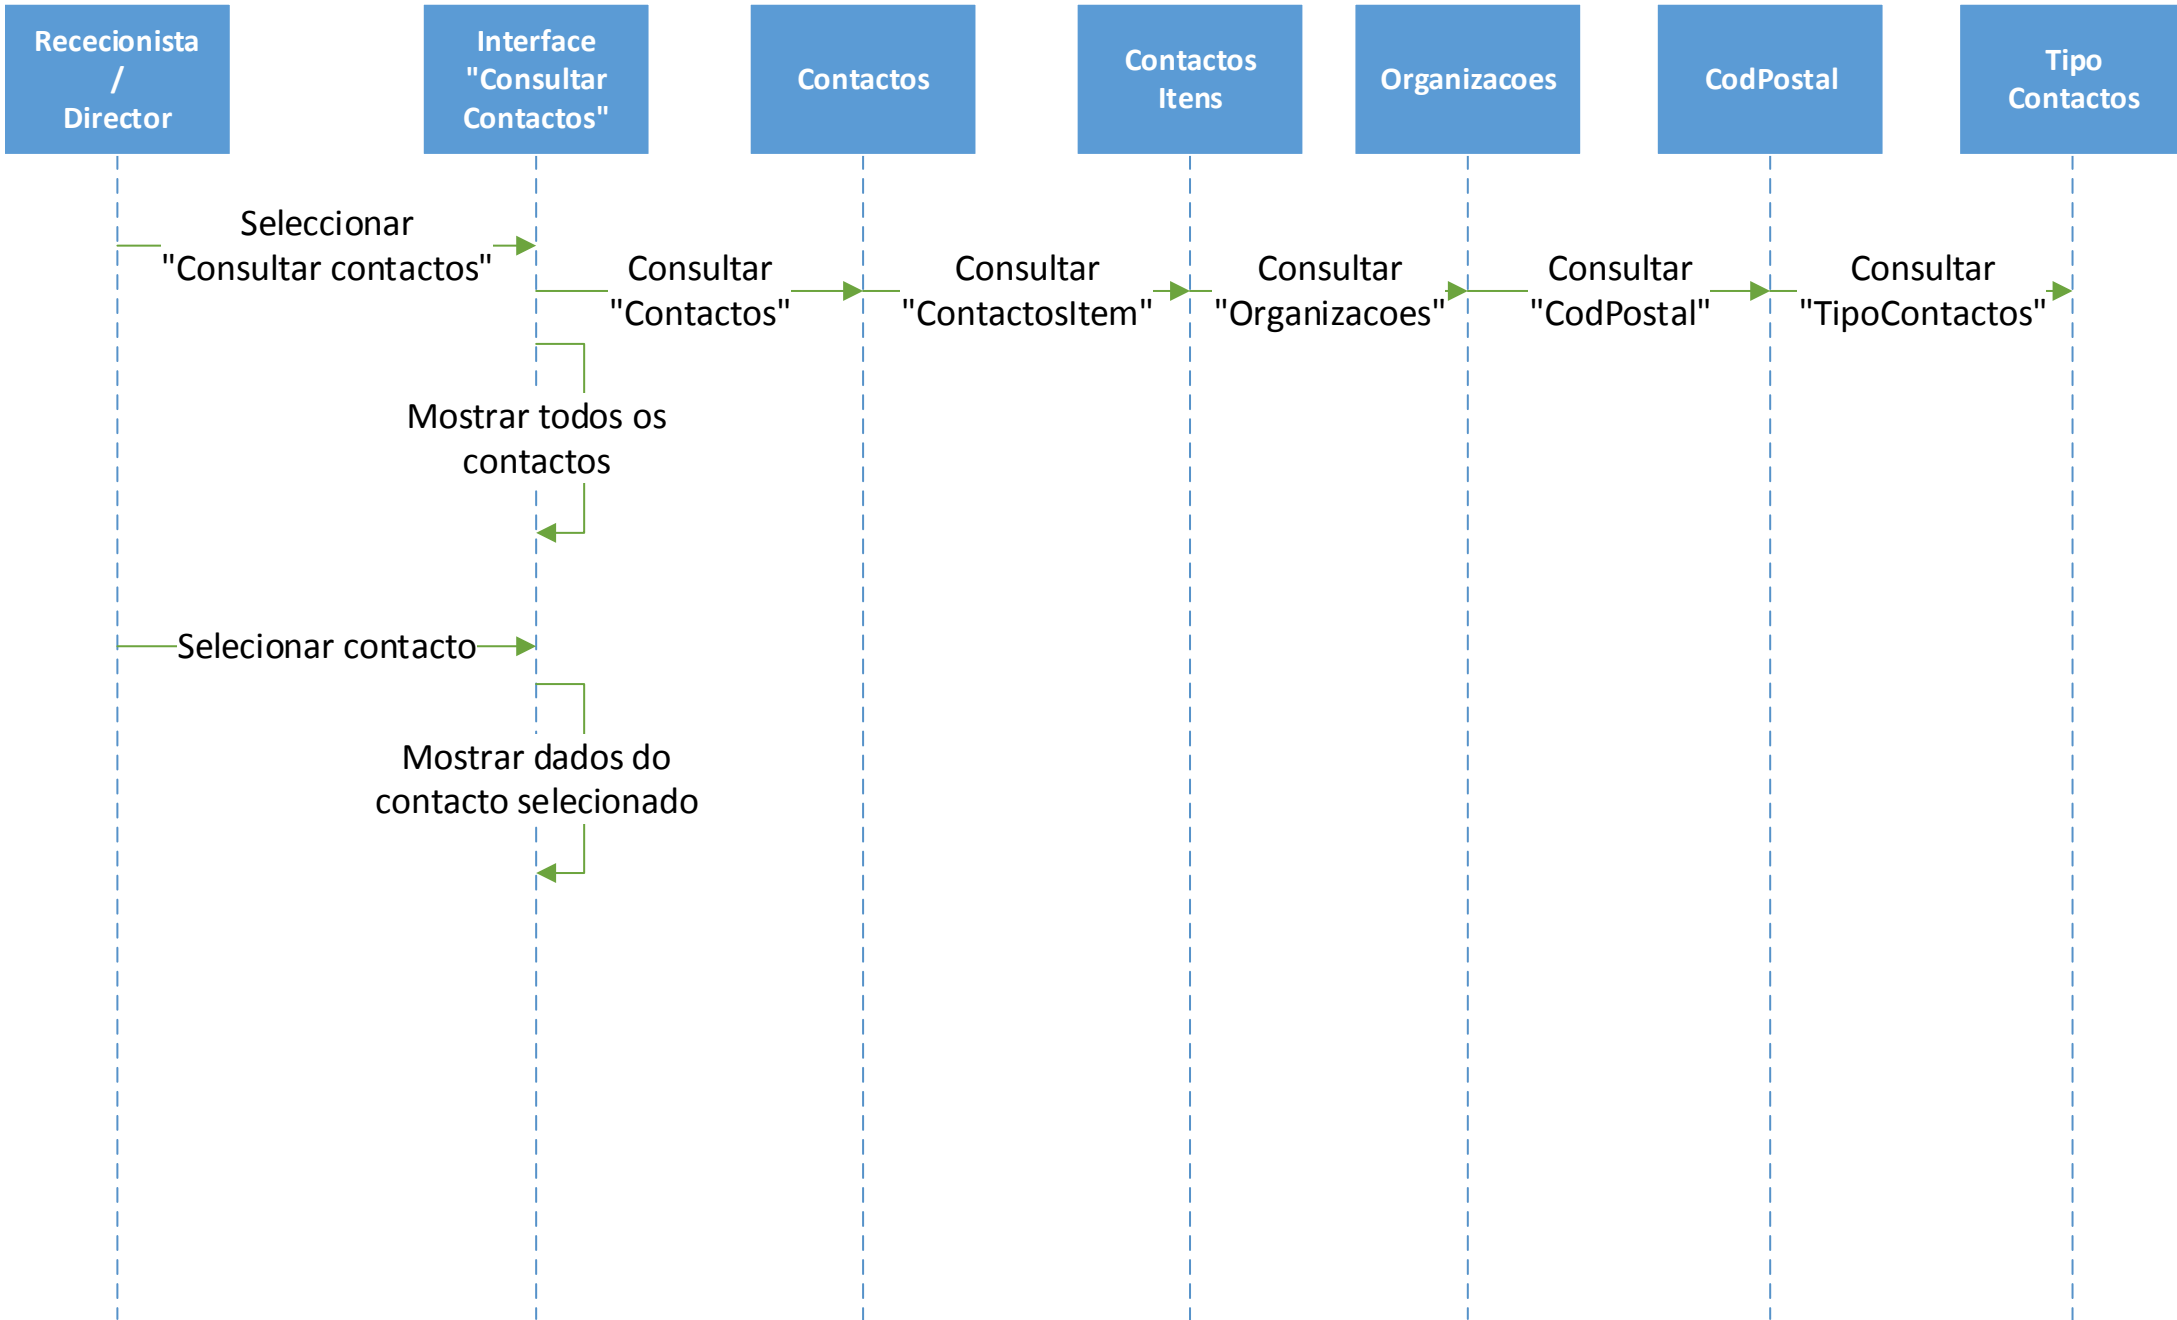 Rececionista
/
Director
Interface
"Consultar
Contactos"
Contactos
Contactos
Itens
Organizacoes
CodPostal
Tipo
Contactos
Seleccionar
"Consultar contactos"
Consultar
"Contactos"
Consultar
"ContactosItem"
Consultar
"Organizacoes"
Consultar
"CodPostal"
Consultar
"TipoContactos"
Mostrar todos os
contactos
Selecionar contacto
Mostrar dados do
contacto selecionado